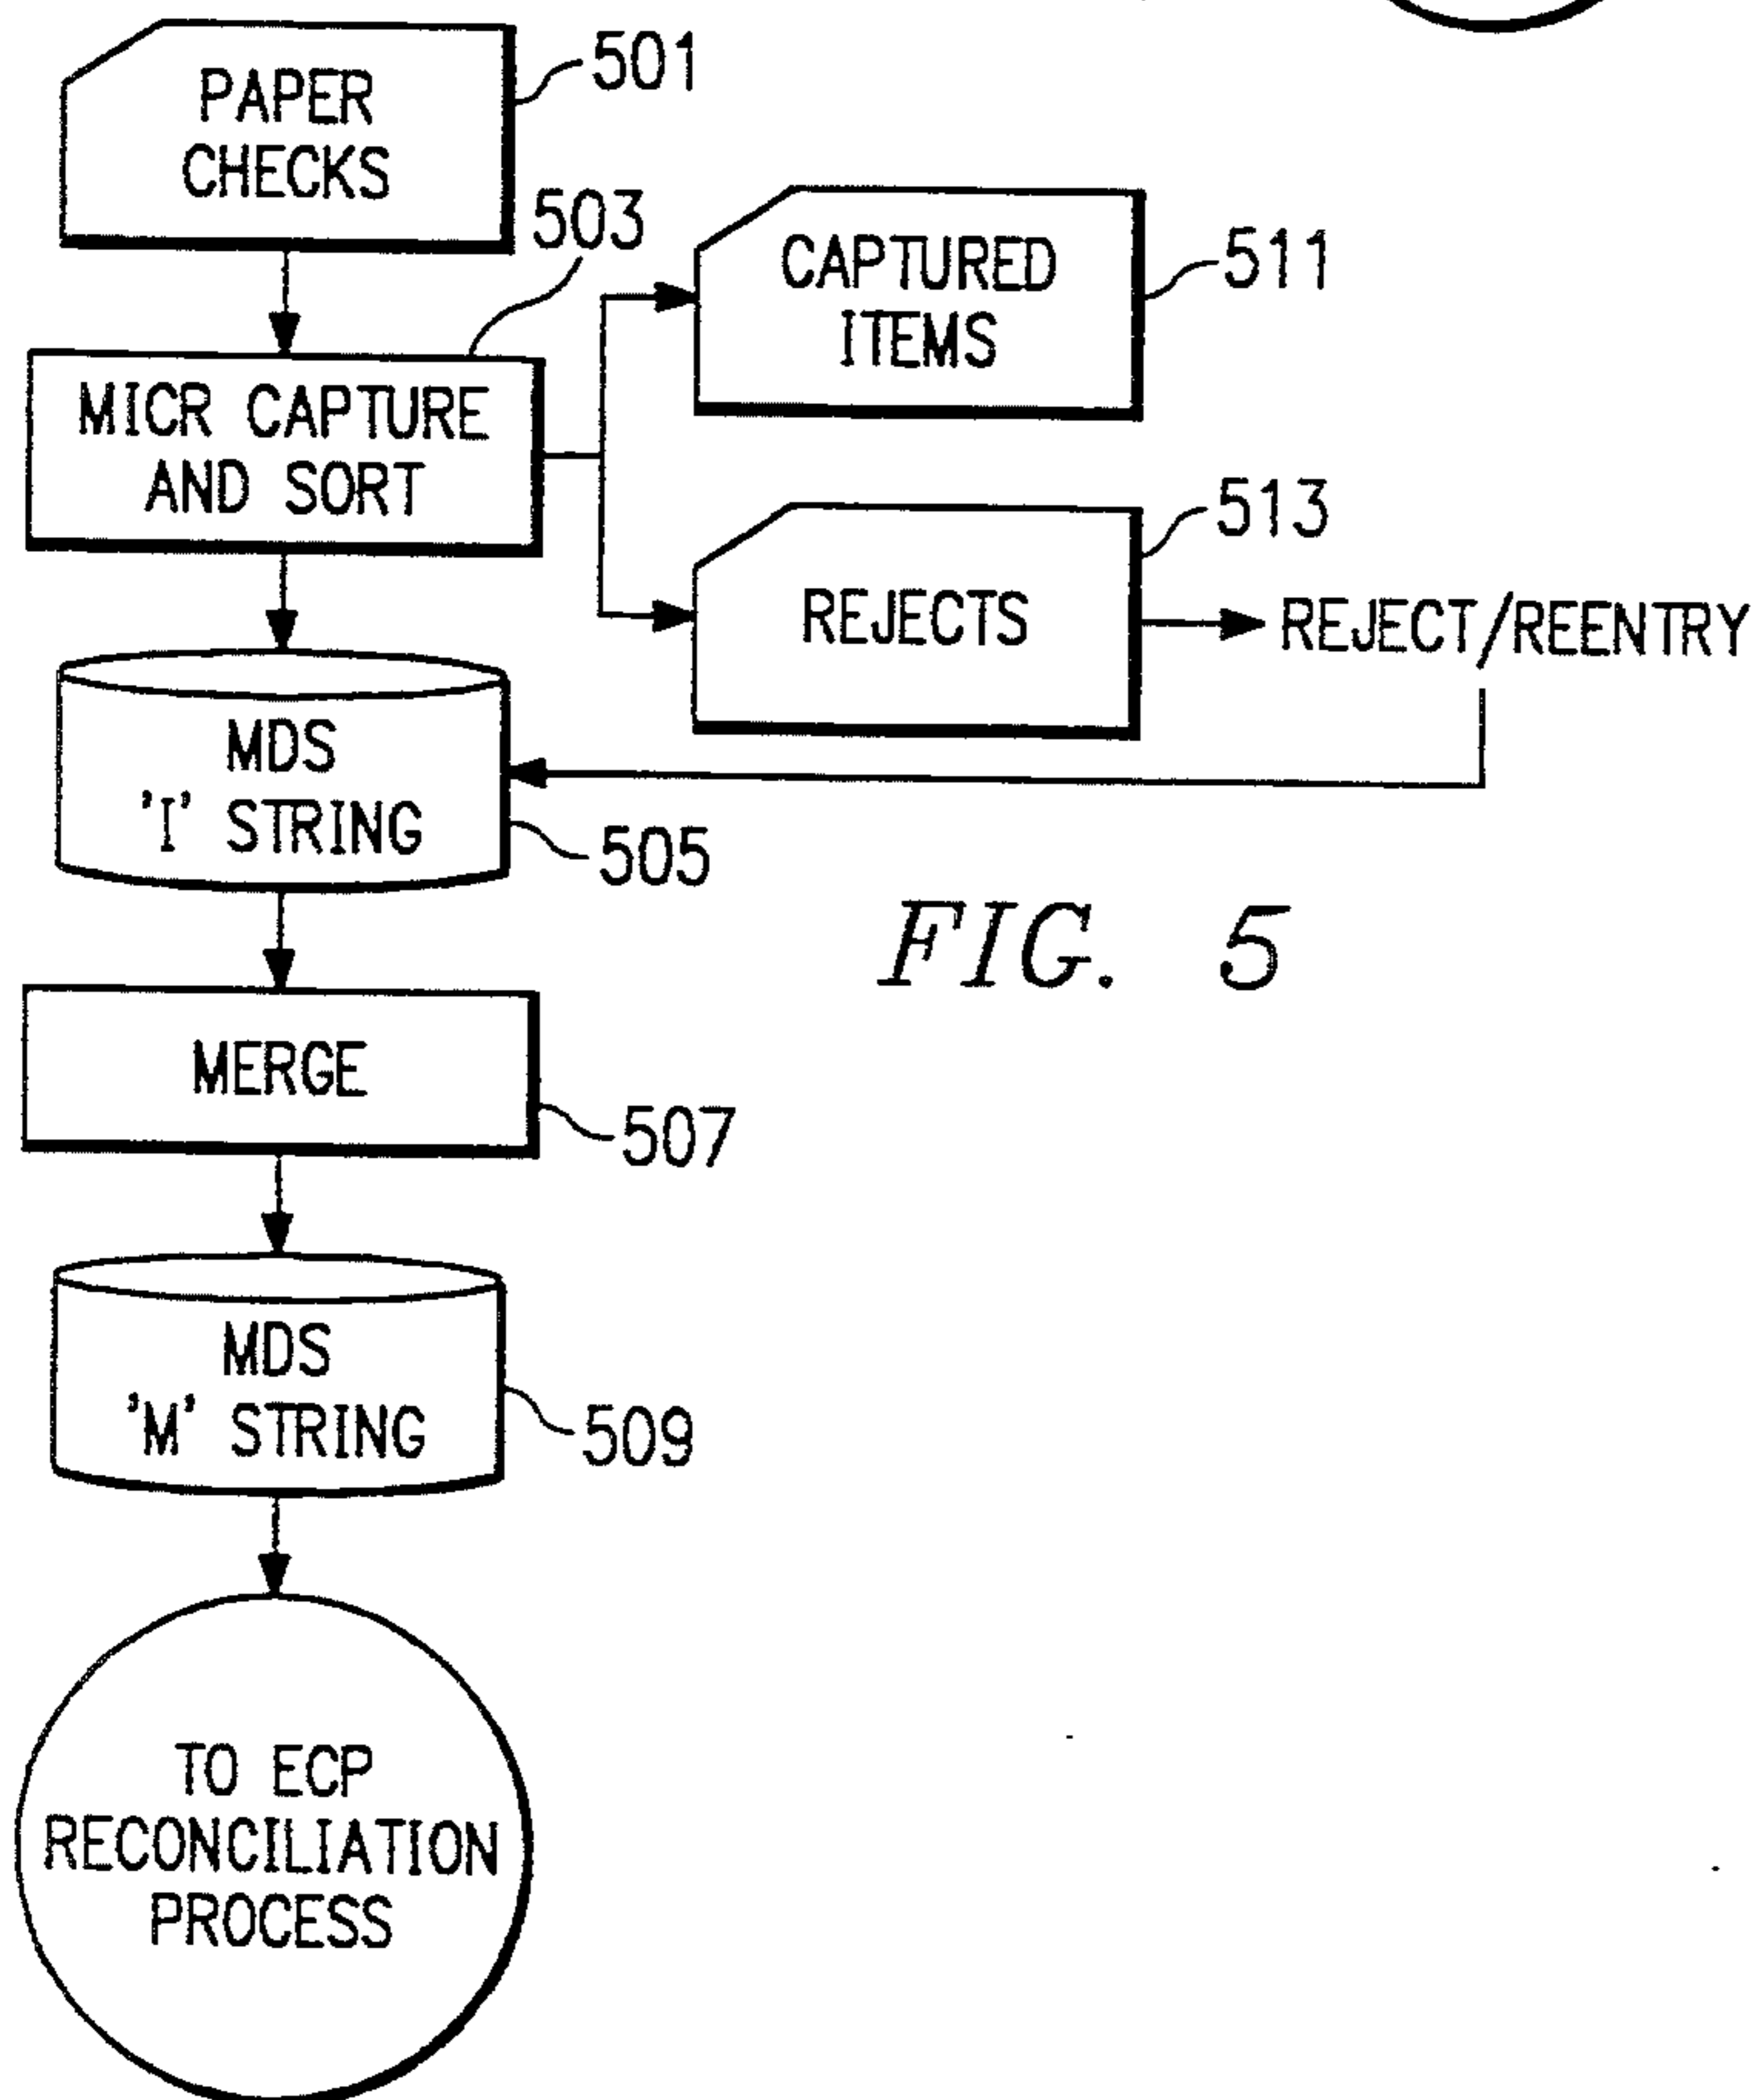 PAPER
CHECKS
501
503
MICR CAPTURE
AND SORT
CAPTURED
ITEMS
511
REJECTS
513
REJECT/REENTRY
MDS
'I' STRING
505
FIG. 5
MERGE
507
MDS
'M' STRING
509
TO ECP
RECONCILIATION
PROCESS